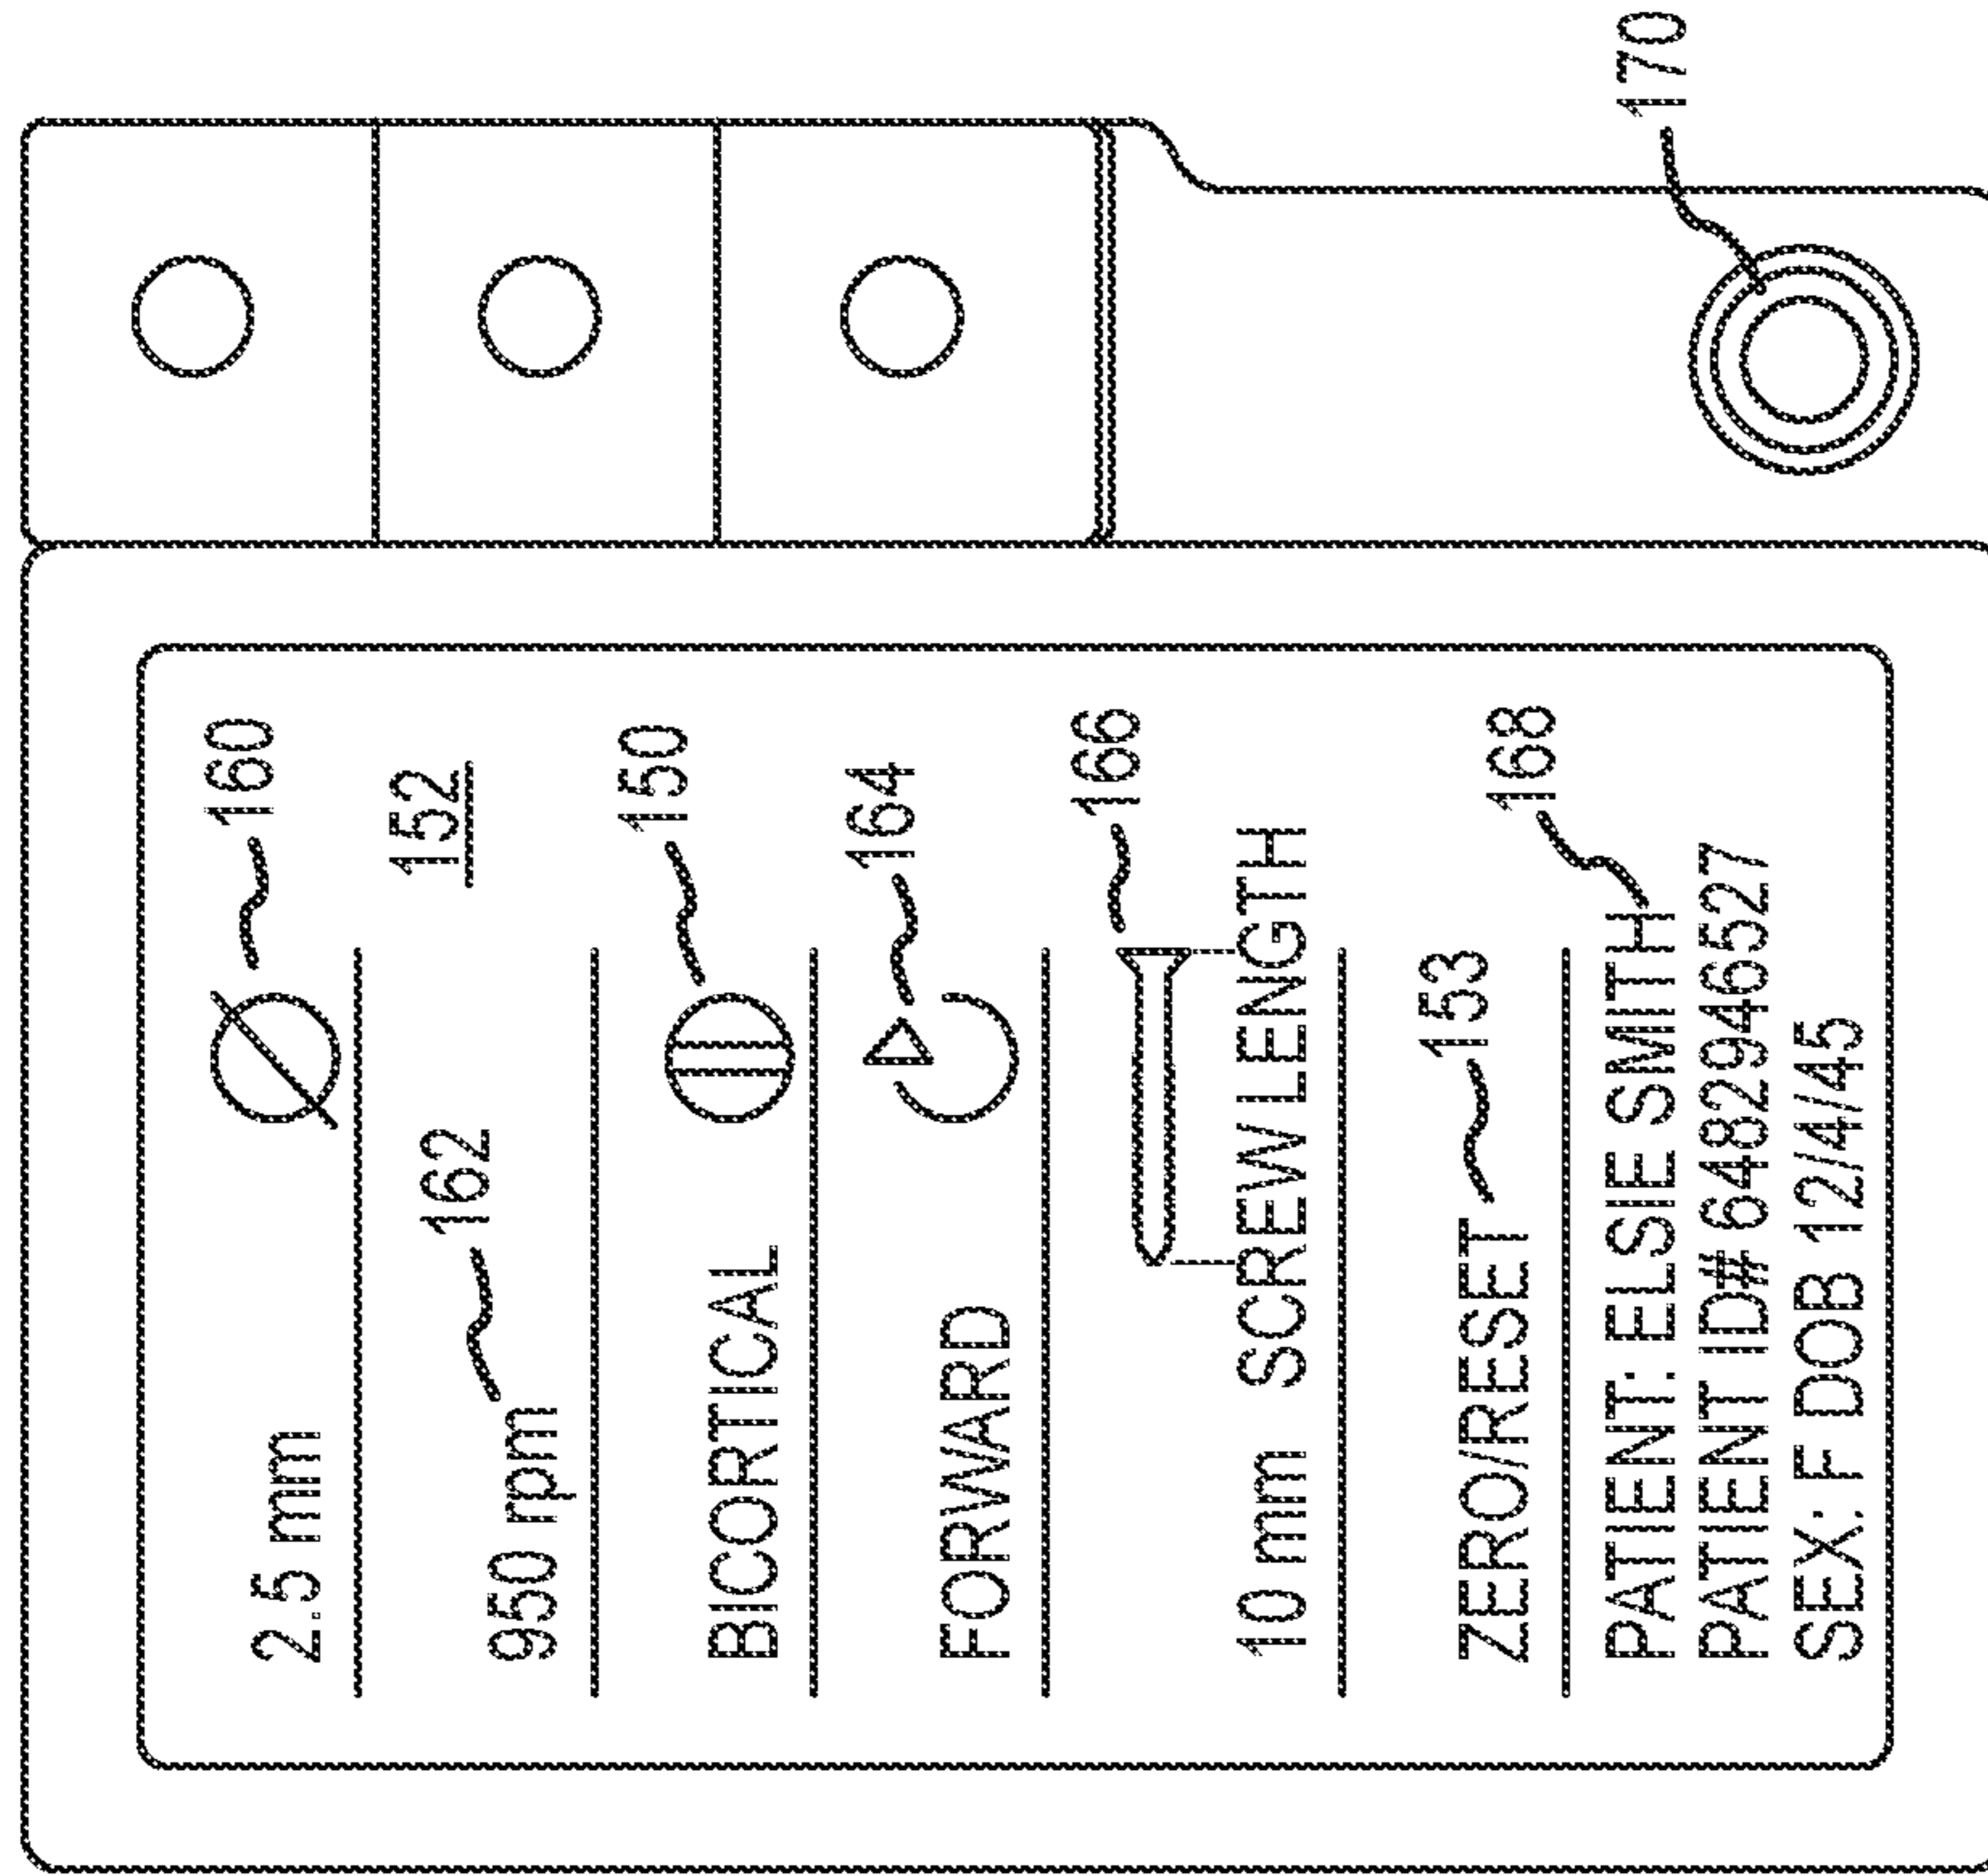 2.5 mm
160
152
950 rpm
162
BICORTICAL
150
FORWARD
164
166
10 mm SCREW LENGTH
ZERO/RESET
153
168
PATIENT: ELSIE SMITH
PATIENT ID# 6482946527
SEX: F DOB 12/4/45
170